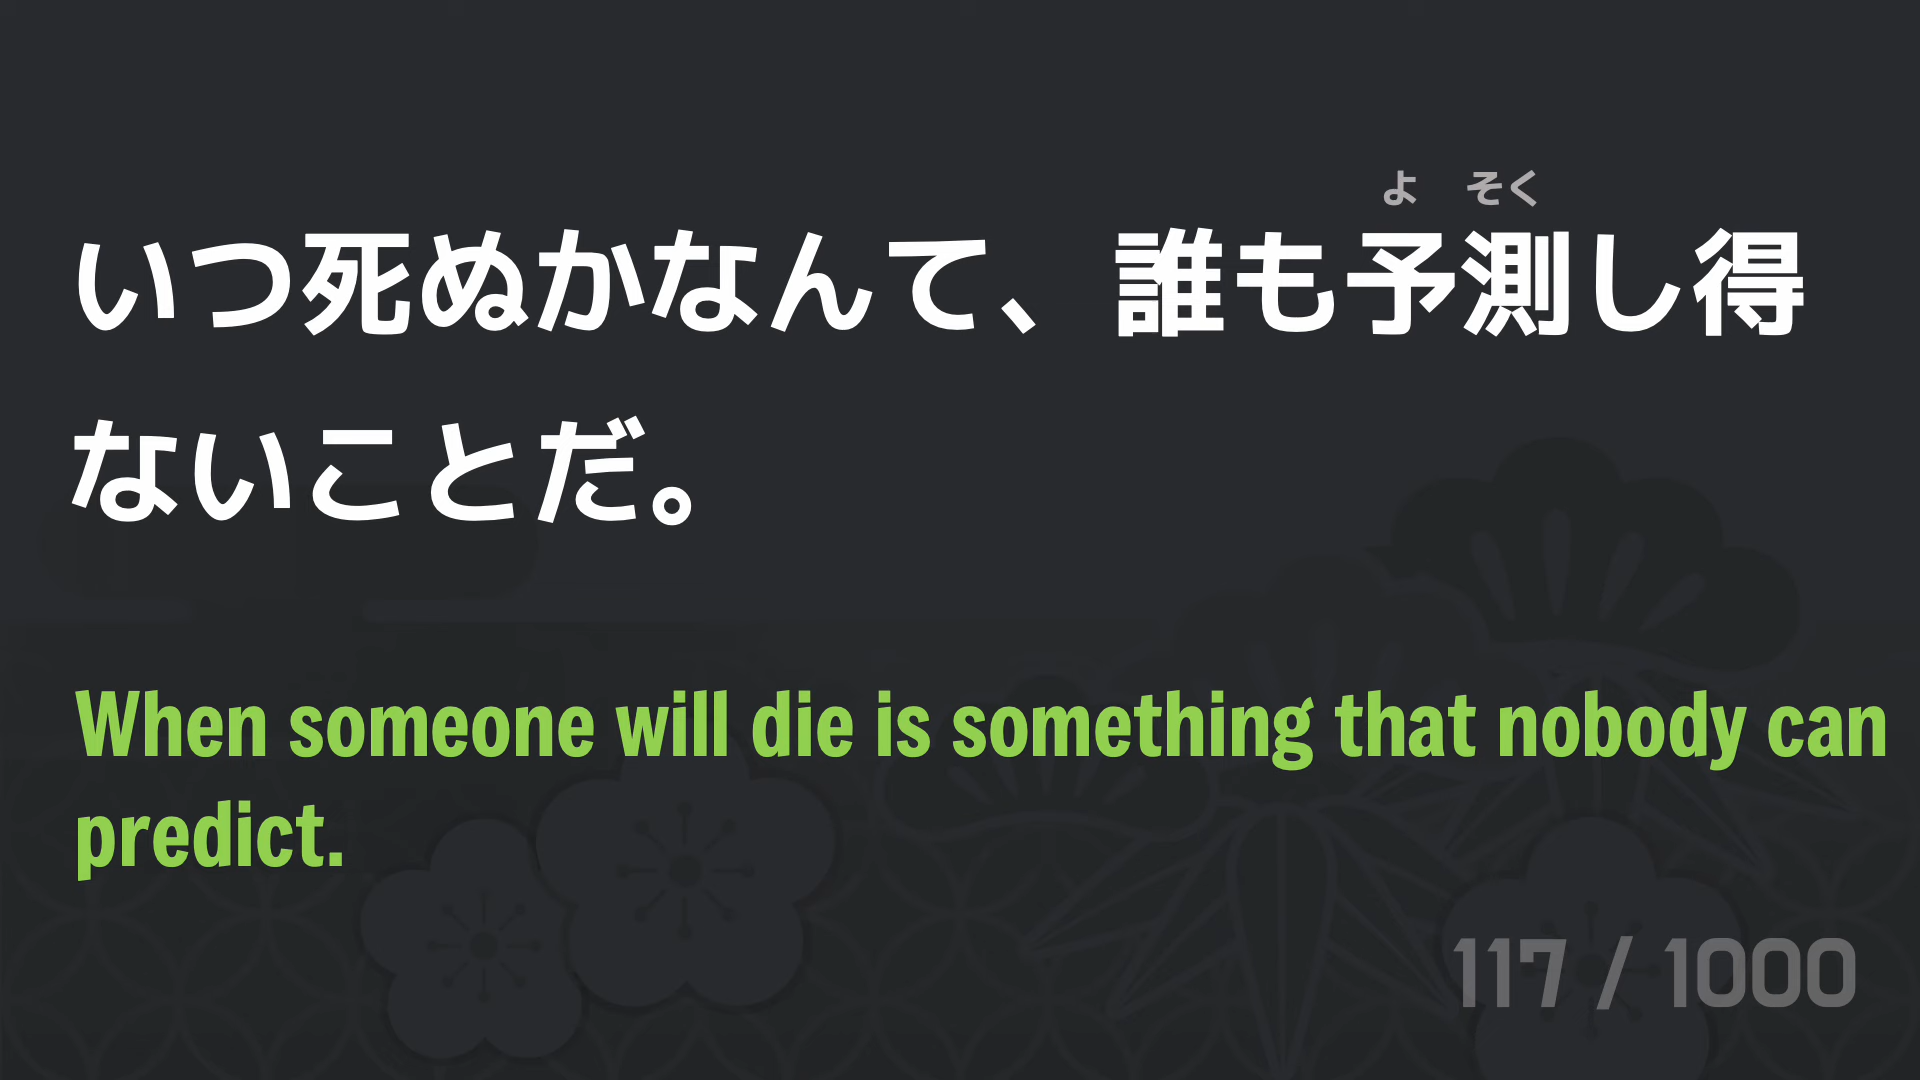 よ そく
いつ死ぬかなんて、誰も予測し得
ないことだ。
When someone will die is something that nobody can
predict.
117 / 1000